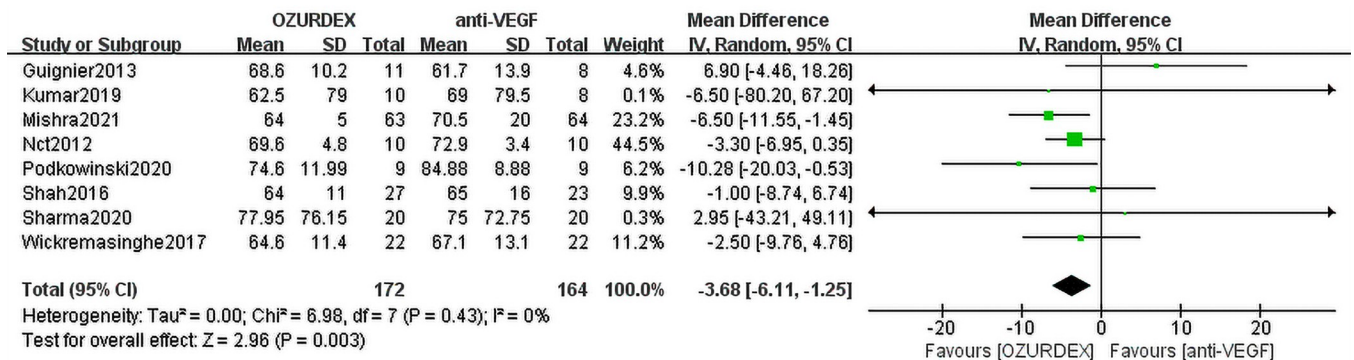 OZURDEX anti-VEGF Mean Difference Mean Difference
Study or Subgroup Mean SD Total Mean SD Total Weight IV, Random, 95% CI IV, Random, 95% CI
Guignier2013 68.6 10.2 11 61.7 13.9 8 4.6% 6.90 [-4.46, 18.26]
Kumar2019 62.5 79 10 69 79.5 8 0.1% -6.50 [-80.20, 67.20]
Mishra2021 64 5 63 70.5 20 64 23.2% -6.50 [-11.55, -1.45]
Nct2012 69.6 4.8 10 72.9 3.4 10 44.5% -3.30 [-6.95, 0.35]
Podkowinski2020 74.6 11.99 9 84.88 8.88 9 6.2% -10.28 [-20.03, -0.53]
Shah2016 64 11 27 65 16 23 9.9% -1.00 [-8.74, 6.74]
Sharma2020 77.95 76.15 20 75 72.75 20 0.3% 2.95 [-43.21, 49.11]
Wickremasinghe2017 64.6 11.4 22 67.1 13.1 22 11.2% -2.50 [-9.76, 4.76]
Total (95% CI) 172 164 100.0% -3.68 [-6.11, -1.25]
Heterogeneity: Tau² = 0.00; Chi² = 6.98, df = 7 (P = 0.43); I² = 0%
Test for overall effect: Z = 2.96 (P = 0.003)
-20 -10 0 10 20
Favours [OZURDEX] Favours [anti-VEGF]